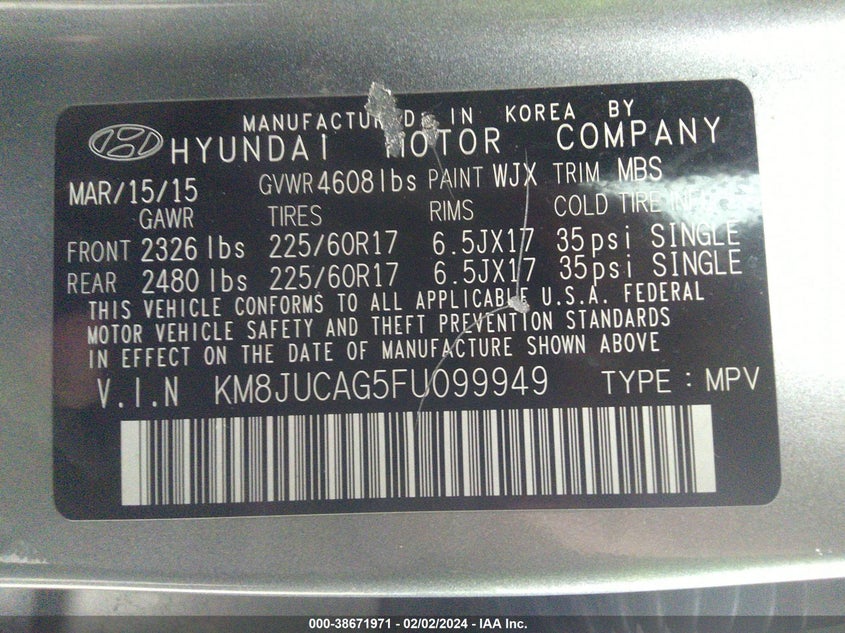 MANUFACTURED IN KOREA BY
HYUNDAI MOTOR COMPANY
MAR/15/15 GVWR 4608lbs PAINT WJX TRIM MBS
GAWR TIRES RIMS COLD TIRE
FRONT 2326 lbs 225/60R17 6.5JX17 35psi SINGLE
REAR 2480 lbs 225/60R17 6.5JX17 35psi SINGLE
THIS VEHICLE CONFORMS TO ALL APPLICABLE U.S.A. FEDERAL
MOTOR VEHICLE SAFETY AND THEFT PREVENTION STANDARDS
IN EFFECT ON THE DATE OF MANUFACTURE SHOWN ABOVE
V.I.N KM8JUCAG5FU099949 TYPE : MPV
000-38671971 - 02/02/2024 - IAA Inc.